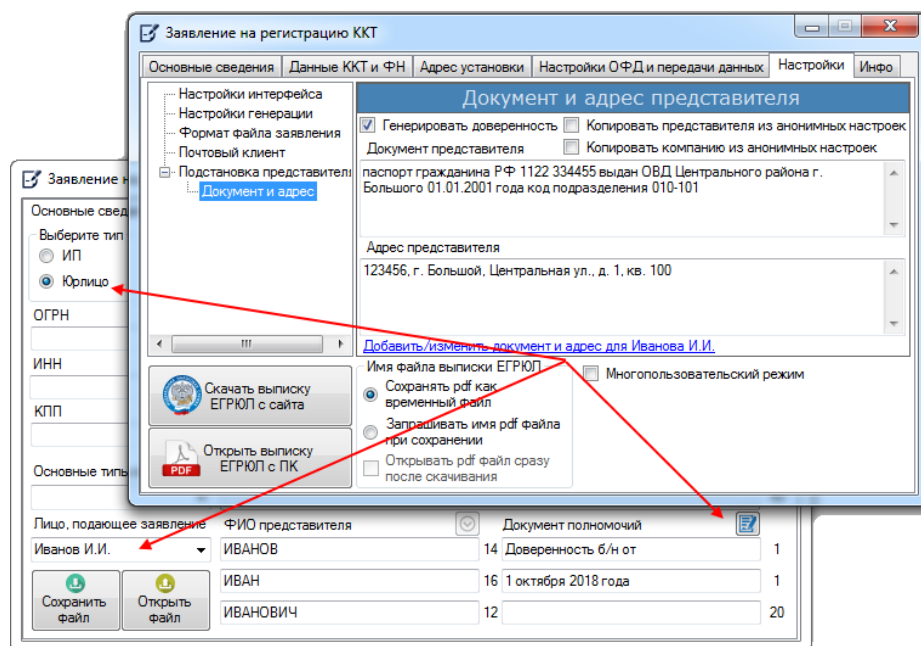 Заявление на регистрацию ККТ
Основные сведения
Данные ККТ и ФН
Адрес установки
Настройки ОФД и передачи данных
Настройки
Инфо
Настройки интерфейса
Настройки генерации
Формат файла заявления
Почтовый клиент
Подстановка представителя
Документ и адрес
Документ и адрес представителя
Генерировать доверенность
Копировать представителя из анонимных настроек
Документ представителя
Копировать компанию из анонимных настроек
паспорт гражданина РФ 1122 334455 выдан ОВД Центрального района г.
Большого 01.01.2001 года код подразделения 010-101
Адрес представителя
123456, г. Большой, Центральная ул., д. 1, кв. 100
Добавить/изменить документ и адрес для Иванова И.И.
Скачать выписку
ЕГРЮЛ с сайта
Открыть выписку
ЕГРЮЛ с ПК
PDF
Имя файла выписки ЕГРЮЛ
Сохранять pdf как
временный файл
Запрашивать имя pdf файла
при сохранении
Открывать pdf файл сразу
после скачивания
Многопользовательский режим
Заявление н
Основные свед
Выберите тип
ИП
Юрлицо
ОГРН
ИНН
КПП
Основные типы
Лицо, подающее заявление
ФИО представителя
Документ полномочий
Иванов И.И.
ИВАНОВ
14
Доверенность б/н от
1
ИВАН
16
1 октября 2018 года
1
ИВАНОВИЧ
12
20
Сохранить
файл
Открыть
файл